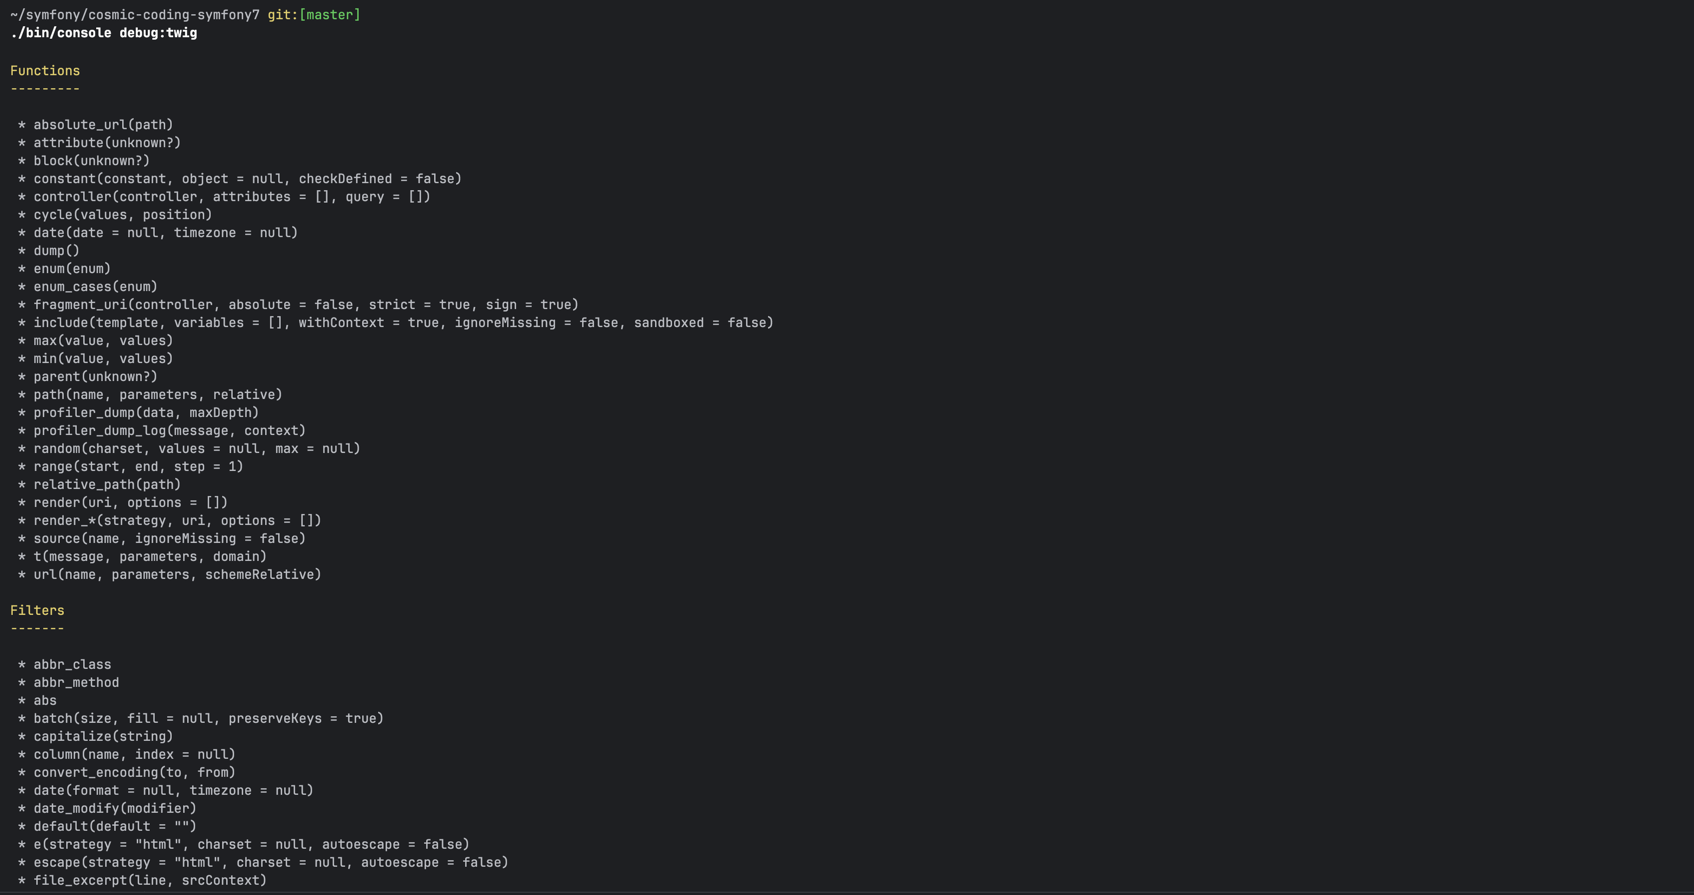 ~/symfony/cosmic-coding-symfony7 git:[master]
./bin/console debug:twig
Functions
---------
* absolute_url(path)
* attribute(unknown?)
* block(unknown?)
* constant(constant, object = null, checkDefined = false)
* controller(controller, attributes = [], query = [])
* cycle(values, position)
* date(date = null, timezone = null)
* dump()
* enum(enum)
* enum_cases(enum)
* fragment_uri(controller, absolute = false, strict = true, sign = true)
* include(template, variables = [], withContext = true, ignoreMissing = false, sandboxed = false)
* max(value, values)
* min(value, values)
* parent(unknown?)
* path(name, parameters, relative)
* profiler_dump(data, maxDepth)
* profiler_dump_log(message, context)
* random(charset, values = null, max = null)
* range(start, end, step = 1)
* relative_path(path)
* render(uri, options = [])
* render_*(strategy, uri, options = [])
* source(name, ignoreMissing = false)
* t(message, parameters, domain)
* url(name, parameters, schemeRelative)
Filters
-------
* abbr_class
* abbr_method
* abs
* batch(size, fill = null, preserveKeys = true)
* capitalize(string)
* column(name, index = null)
* convert_encoding(to, from)
* date(format = null, timezone = null)
* date_modify(modifier)
* default(default = "")
* e(strategy = "html", charset = null, autoescape = false)
* escape(strategy = "html", charset = null, autoescape = false)
* file_excerpt(line, srcContext)